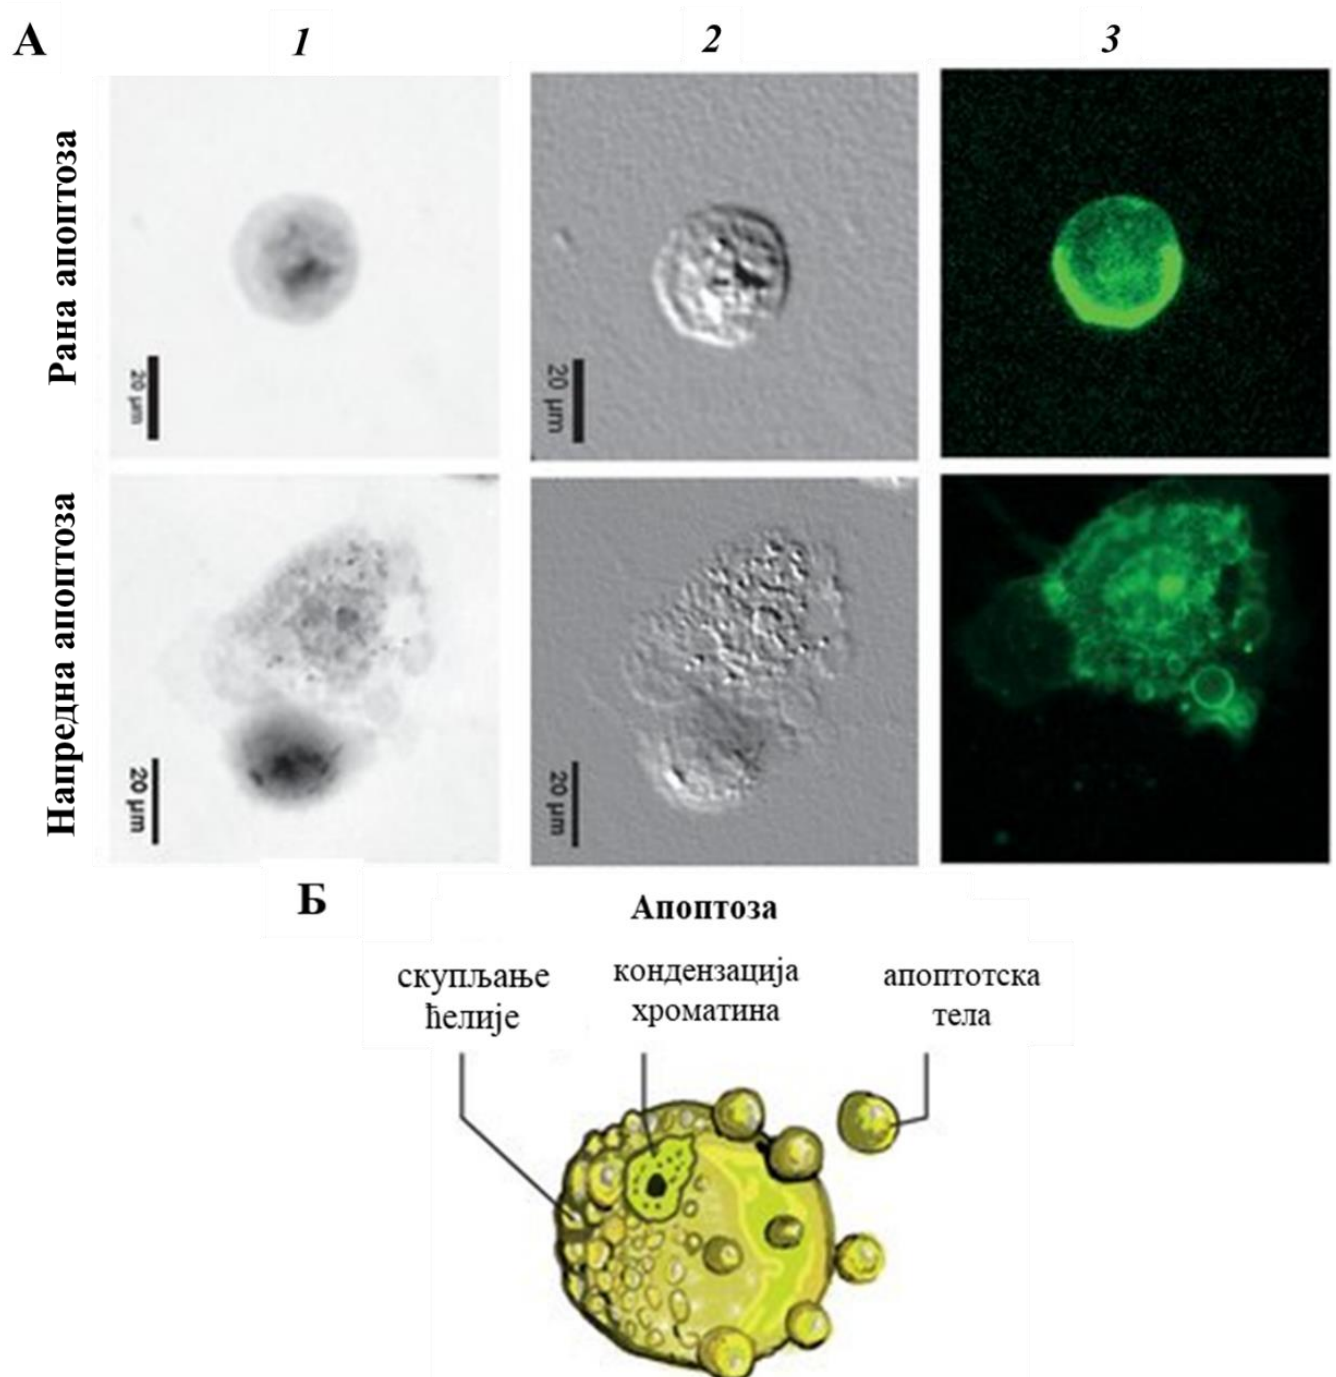 А
1
2
3
Рана апоптоза
20 µm
20 µm
Напредна апоптоза
20 µm
20 µm
Б
Апоптоза
скупљање
ћелије
кондензација
хроматина
апоптотска
тела